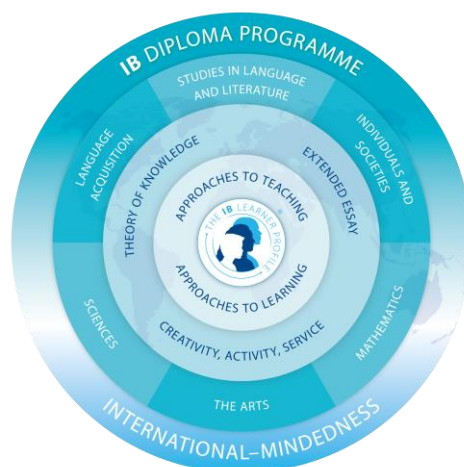 IB DIPLOMA PROGRAMME
STUDIES IN LANGUAGE
AND LITERATURE
LANGUAGE
ACQUISITION
INDIVIDUALS AND
SOCIETIES
THEORY OF KNOWLEDGE
EXTENDED ESSAY
APPROACHES TO TEACHING
THE IB LEARNER PROFILE
APPROACHES TO LEARNING
CREATIVITY, ACTIVITY, SERVICE
SCIENCES
MATHEMATICS
THE ARTS
INTERNATIONAL–MINDEDNESS